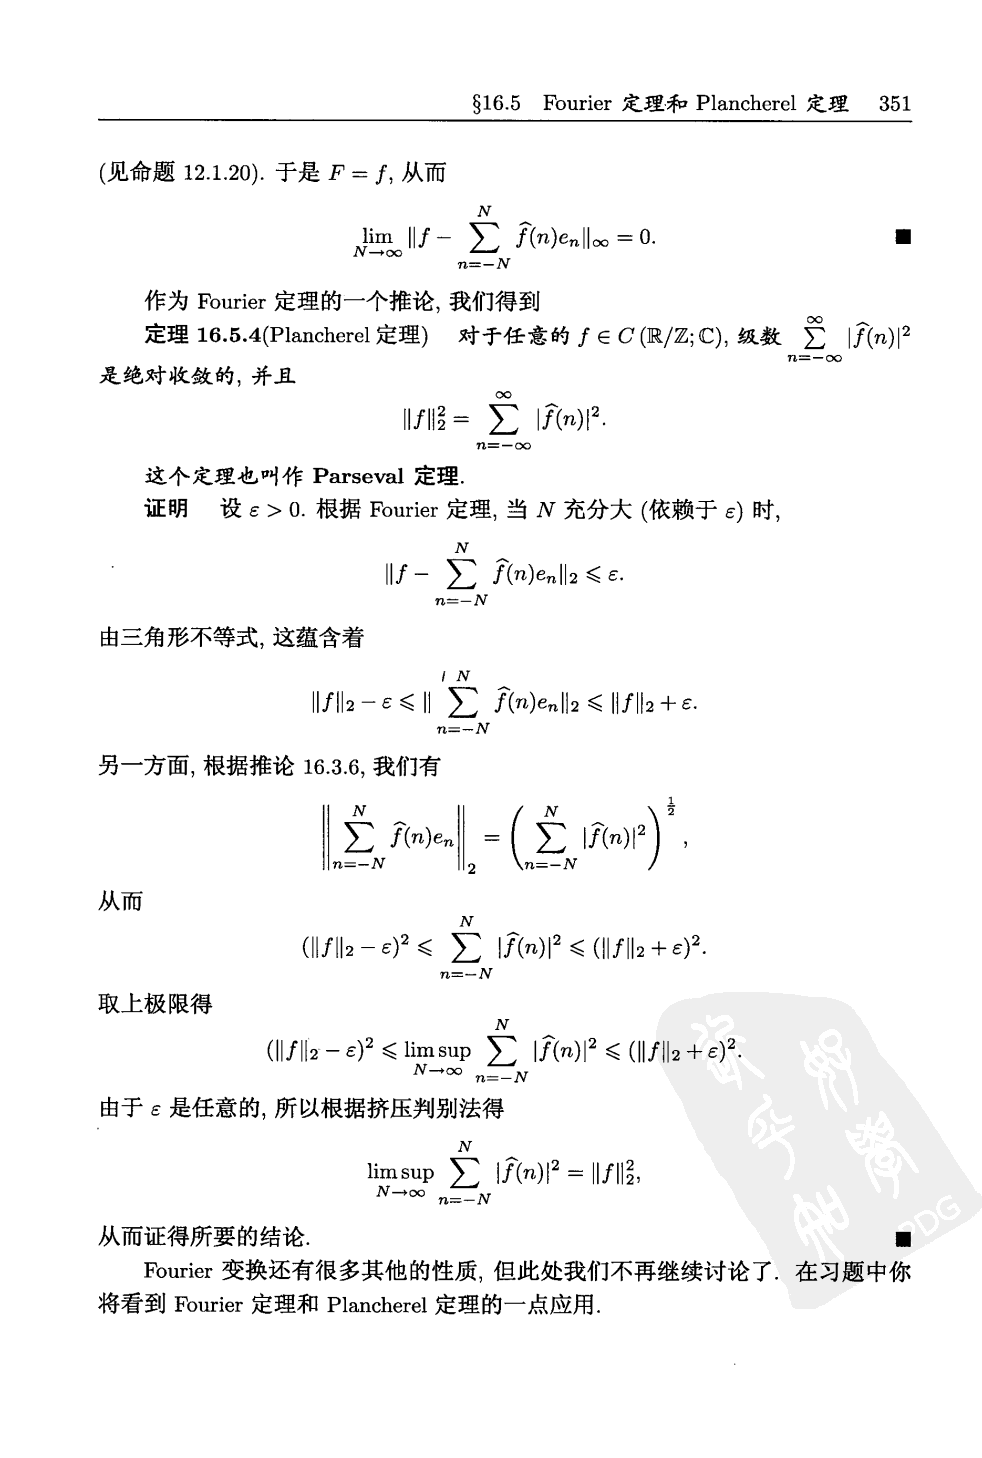 §16.5 Fourier 定理和 Plancherel 定理 351
(见命题 12.1.20). 于是 F = f, 从而
$$\lim_{N\to\infty} \|f - \sum_{n=-N}^{N} \widehat{f}(n)e_n\|_\infty = 0. \blacksquare$$
作为 Fourier 定理的一个推论, 我们得到
定理 16.5.4(Plancherel 定理) 对于任意的 $f \in C(\mathbb{R}/\mathbb{Z};\mathbb{C})$, 级数 $\sum_{n=-\infty}^{\infty} |\widehat{f}(n)|^2$
是绝对收敛的, 并且
$$\|f\|_2^2 = \sum_{n=-\infty}^{\infty} |\widehat{f}(n)|^2.$$
这个定理也叫作 Parseval 定理.
证明 设 ε > 0. 根据 Fourier 定理, 当 N 充分大 (依赖于 ε) 时,
$$\|f - \sum_{n=-N}^{N} \widehat{f}(n)e_n\|_2 \leqslant \varepsilon.$$
由三角形不等式, 这蕴含着
$$\|f\|_2 - \varepsilon \leqslant \|\sum_{n=-N}^{N} \widehat{f}(n)e_n\|_2 \leqslant \|f\|_2 + \varepsilon.$$
另一方面, 根据推论 16.3.6, 我们有
$$\left\|\sum_{n=-N}^{N} \widehat{f}(n)e_n\right\|_2 = \left(\sum_{n=-N}^{N} |\widehat{f}(n)|^2\right)^{\frac{1}{2}},$$
从而
$$(\|f\|_2 - \varepsilon)^2 \leqslant \sum_{n=-N}^{N} |\widehat{f}(n)|^2 \leqslant (\|f\|_2 + \varepsilon)^2.$$
取上极限得
$$(\|f\|_2 - \varepsilon)^2 \leqslant \limsup_{N\to\infty} \sum_{n=-N}^{N} |\widehat{f}(n)|^2 \leqslant (\|f\|_2 + \varepsilon)^2.$$
由于 ε 是任意的, 所以根据挤压判别法得
$$\limsup_{N\to\infty} \sum_{n=-N}^{N} |\widehat{f}(n)|^2 = \|f\|_2^2,$$
从而证得所要的结论. ■
Fourier 变换还有很多其他的性质, 但此处我们不再继续讨论了. 在习题中你
将看到 Fourier 定理和 Plancherel 定理的一点应用.
PDG